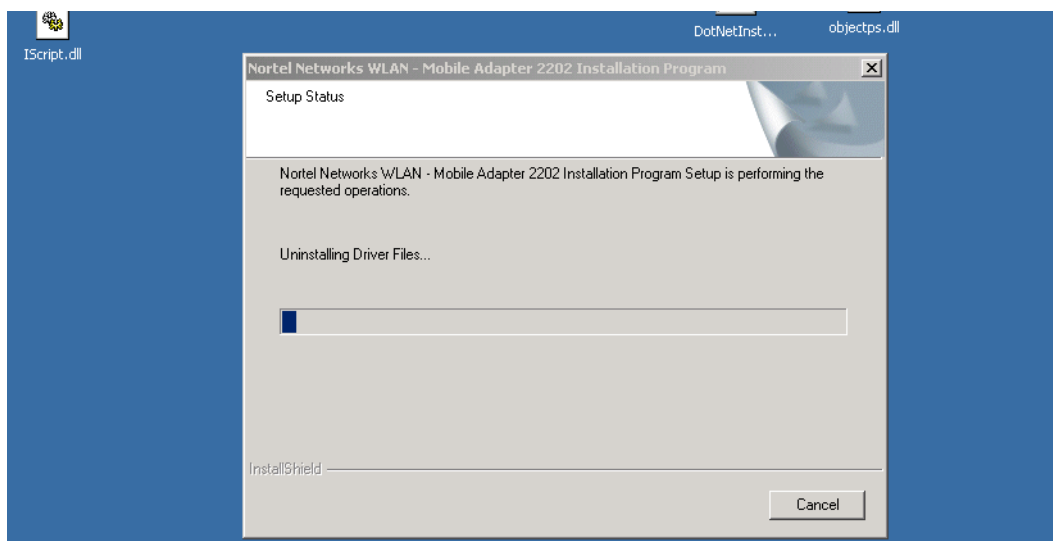 DotNetInst...
objectps.dll
IScript.dll
Nortel Networks WLAN - Mobile Adapter 2202 Installation Program
Setup Status
Nortel Networks WLAN - Mobile Adapter 2202 Installation Program Setup is performing the
requested operations.
Uninstalling Driver Files...
InstallShield
Cancel